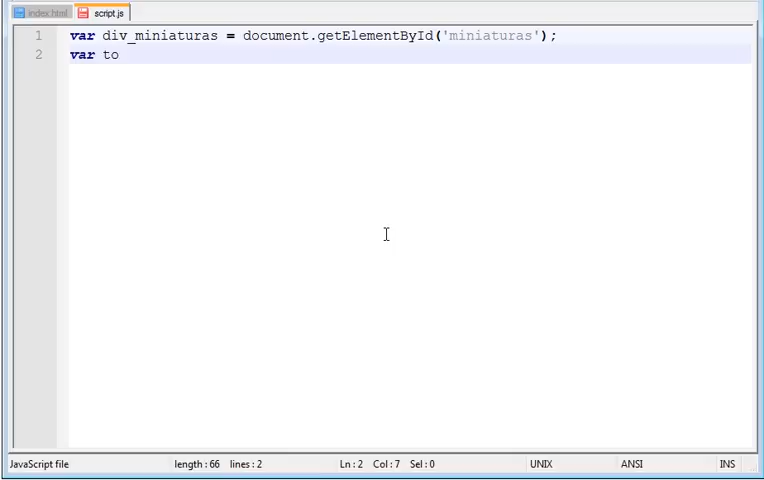 index.html script.js
1 var div_miniaturas = document.getElementById('miniaturas');
2 var to
JavaScript file length : 66 lines : 2 Ln : 2 Col : 7 Sel : 0 UNIX ANSI INS